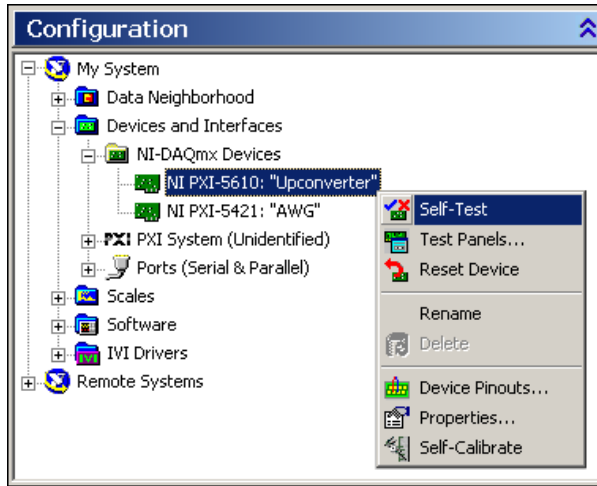 Configuration
My System
Data Neighborhood
Devices and Interfaces
NI-DAQmx Devices
NI PXI-5610: "Upconverter"
NI PXI-5421: "AWG"
PXI PXI System (Unidentified)
Ports (Serial & Parallel)
Scales
Software
IVI IVI Drivers
Remote Systems
Self-Test
Test Panels...
Reset Device
Rename
Delete
Device Pinouts...
Properties...
Self-Calibrate